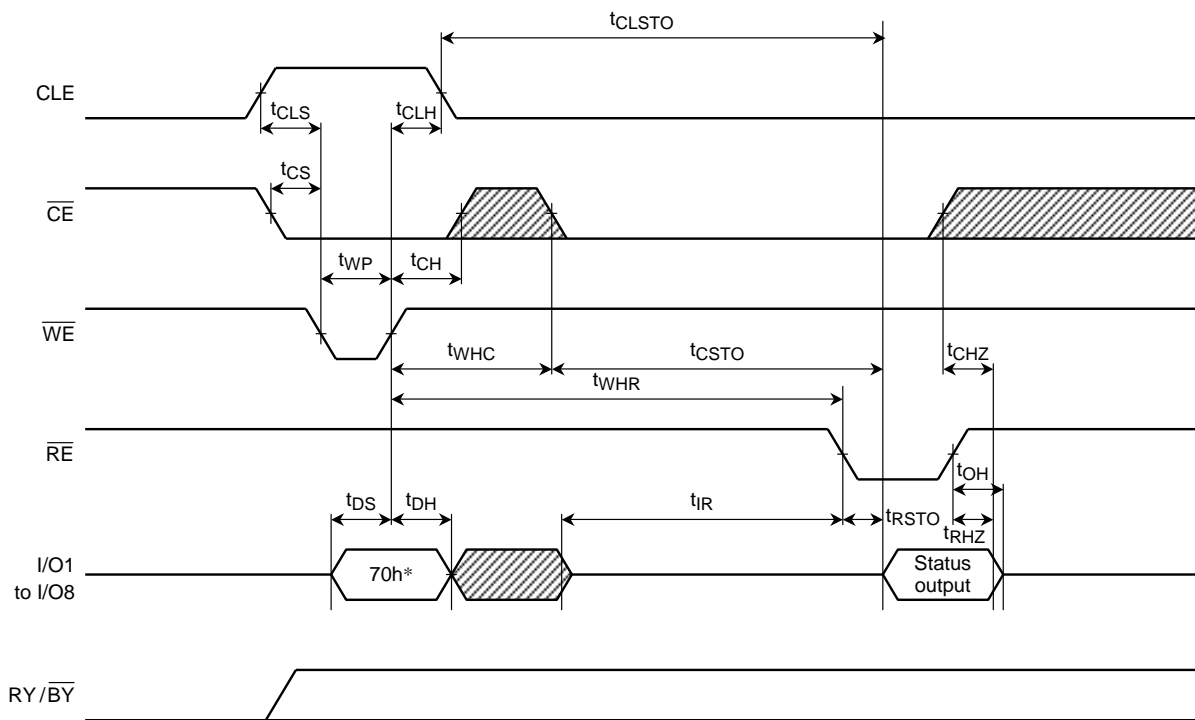 tCLSTO
CLE
tCLS
tCLH
tCS
CE
tWP
tCH
WE
tWHC
tCSTO
tCHZ
tWHR
RE
tOH
tDS
tDH
tIR
tRSTO
tRHZ
I/O1
to I/O8
70h*
Status
output
RY/BY